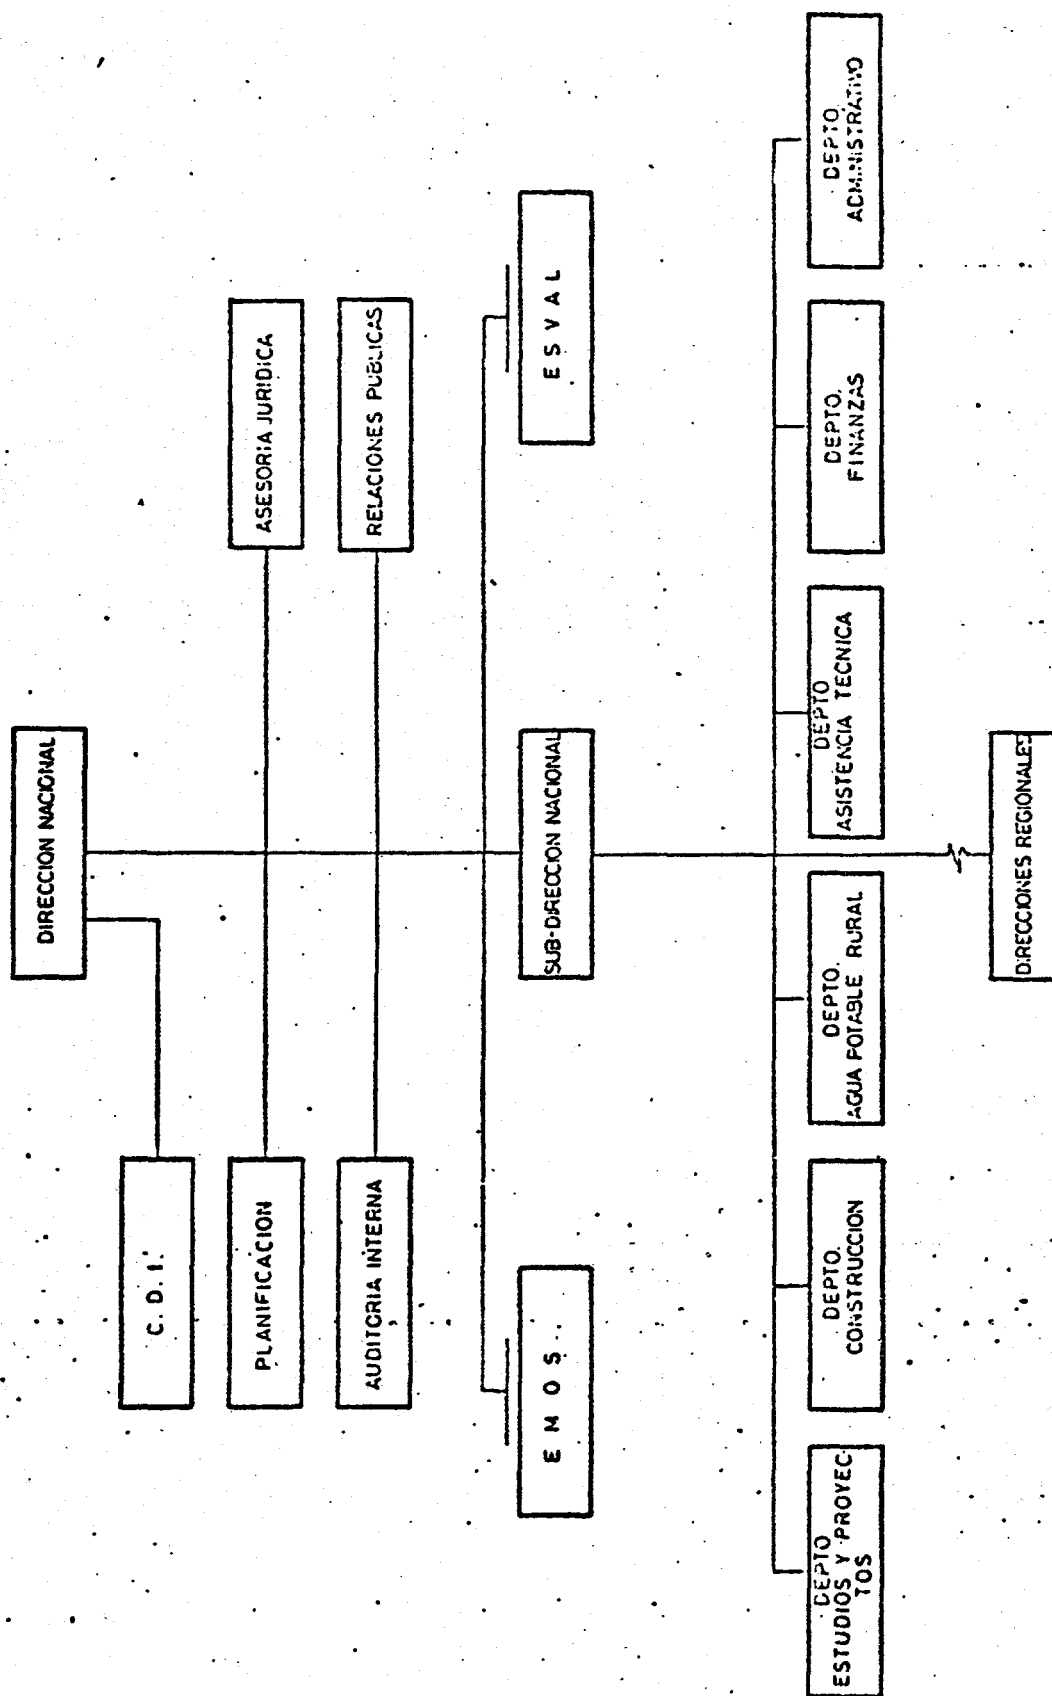 DIRECCION NACIONAL
C. D. I.
PLANIFICACION
ASESORIA JURIDICA
AUDITORIA INTERNA
RELACIONES PUBLICAS
E M O S
SUB-DIRECCION NACIONAL
E S V A L
DEPTO
ESTUDIOS Y PROYEC-
TOS
DEPTO.
CONSTRUCCION
DEPTO.
AGUA POTABLE RURAL
DEPTO
ASISTENCIA TECNICA
DEPTO.
FINANZAS
DEPTO.
ADMINISTRATIVO
DIRECCIONES REGIONALES